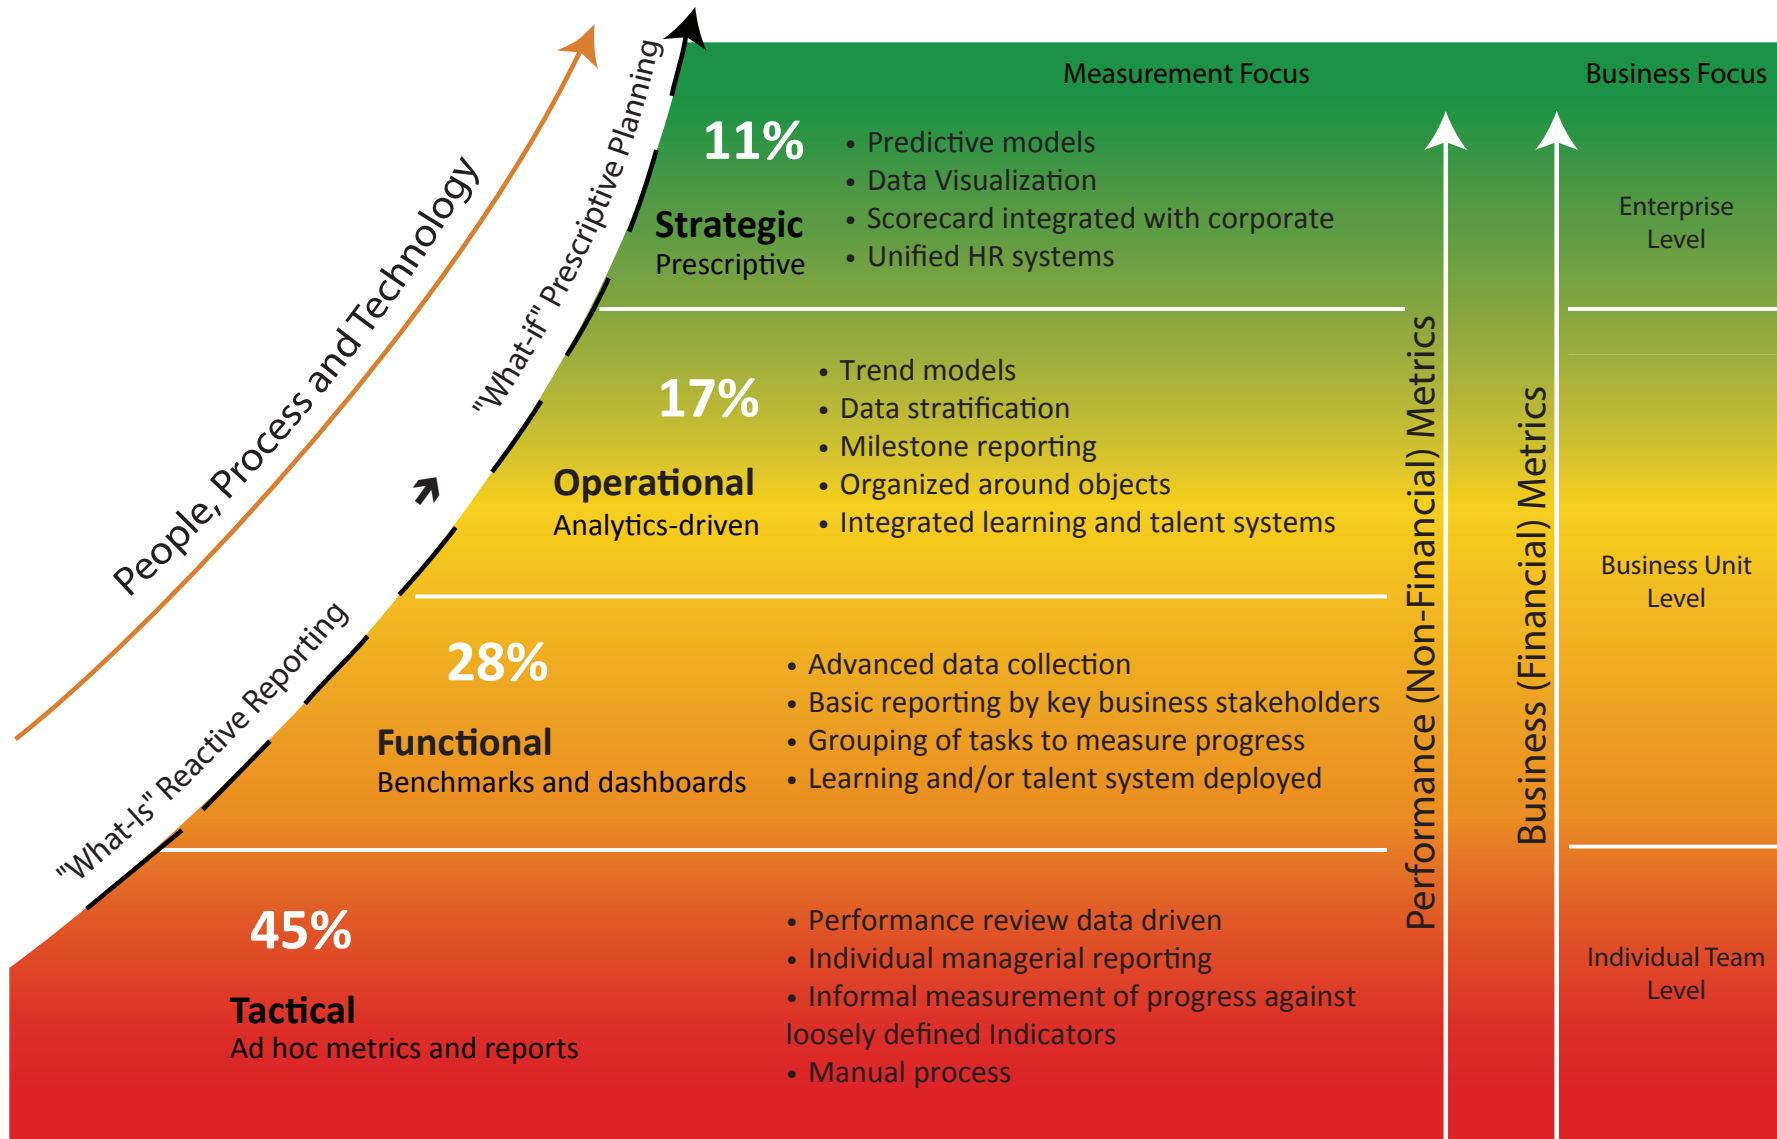 People, Process and Technology
"What-if" Prescriptive Planning
"What-Is" Reactive Reporting
Measurement Focus
Business Focus
11%
Strategic
Prescriptive
• Predictive models
• Data Visualization
• Scorecard integrated with corporate
• Unified HR systems
17%
Operational
Analytics-driven
• Trend models
• Data stratification
• Milestone reporting
• Organized around objects
• Integrated learning and talent systems
28%
Functional
Benchmarks and dashboards
• Advanced data collection
• Basic reporting by key business stakeholders
• Grouping of tasks to measure progress
• Learning and/or talent system deployed
45%
Tactical
Ad hoc metrics and reports
• Performance review data driven
• Individual managerial reporting
• Informal measurement of progress against
loosely defined Indicators
• Manual process
Performance (Non-Financial) Metrics
Business (Financial) Metrics
Enterprise
Level
Business Unit
Level
Individual Team
Level